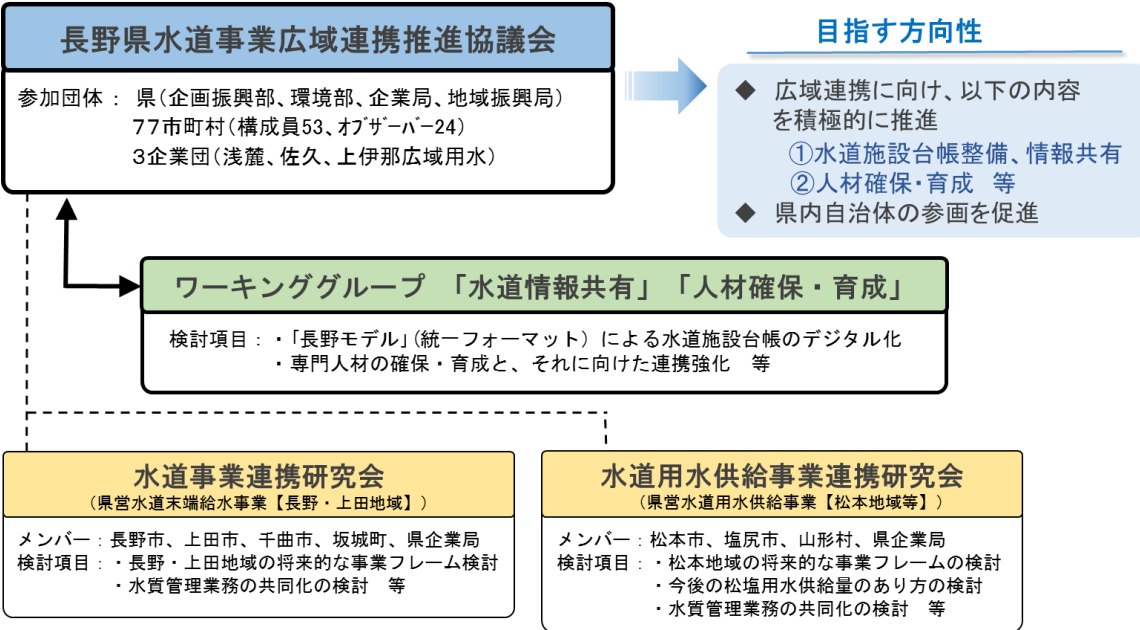 長野県水道事業広域連携推進協議会
参加団体： 県(企画振興部、環境部、企業局、地域振興局)
77市町村(構成員53、ｵﾌﾞｻﾞｰﾊﾞｰ24)
3企業団(浅麓、佐久、上伊那広域用水)
目指す方向性
◆ 広域連携に向け、以下の内容
を積極的に推進
①水道施設台帳整備、情報共有
②人材確保・育成 等
◆ 県内自治体の参画を促進
ワーキンググループ 「水道情報共有」「人材確保・育成」
検討項目：・「長野モデル」(統一フォーマット) による水道施設台帳のデジタル化
・専門人材の確保・育成と、それに向けた連携強化 等
水道事業連携研究会
（県営水道末端給水事業【長野・上田地域】）
メンバー：長野市、上田市、千曲市、坂城町、県企業局
検討項目：・長野・上田地域の将来的な事業フレーム検討
・水質管理業務の共同化の検討 等
水道用水供給事業連携研究会
（県営水道用水供給事業【松本地域等】）
メンバー：松本市、塩尻市、山形村、県企業局
検討項目：・松本地域の将来的な事業フレームの検討
・今後の松塩用水供給量のあり方の検討
・水質管理業務の共同化の検討 等